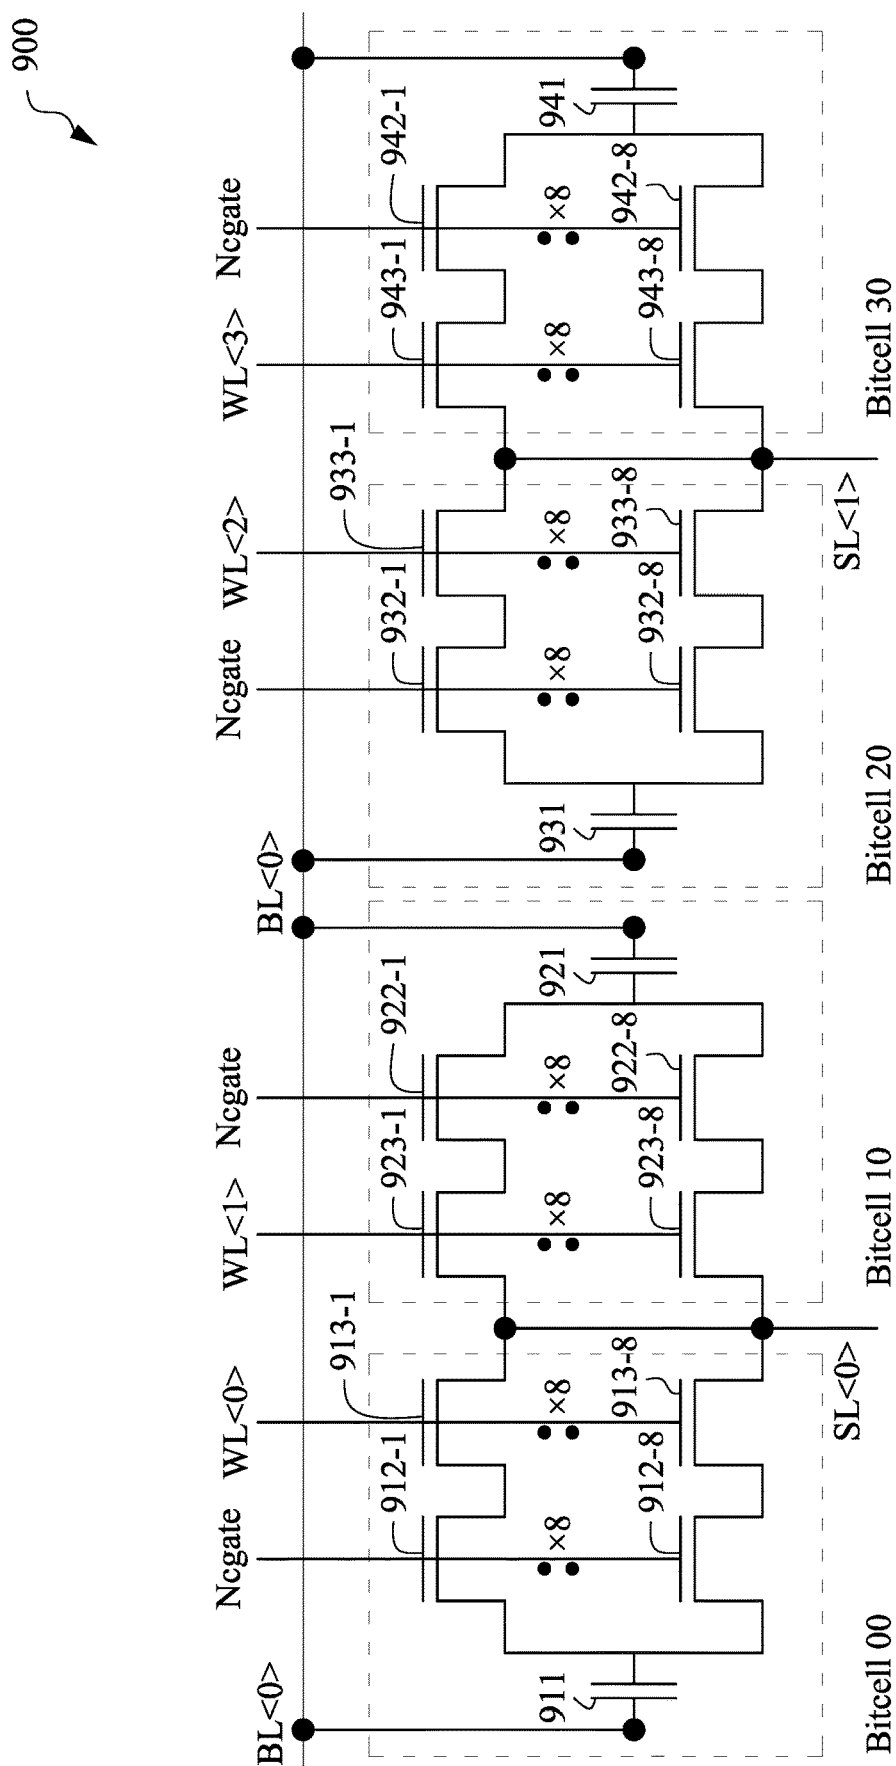 900
BL<0>
BL<0>
Ncgate
WL<0>
WL<1>
Ncgate
Ncgate
WL<2>
WL<3>
Ncgate
912-1
913-1
923-1
922-1
932-1
933-1
943-1
942-1
911
×8
×8
×8
×8
921
931
×8
×8
×8
×8
941
912-8
913-8
923-8
922-8
932-8
933-8
943-8
942-8
SL<0>
SL<1>
Bitcell 00
Bitcell 10
Bitcell 20
Bitcell 30